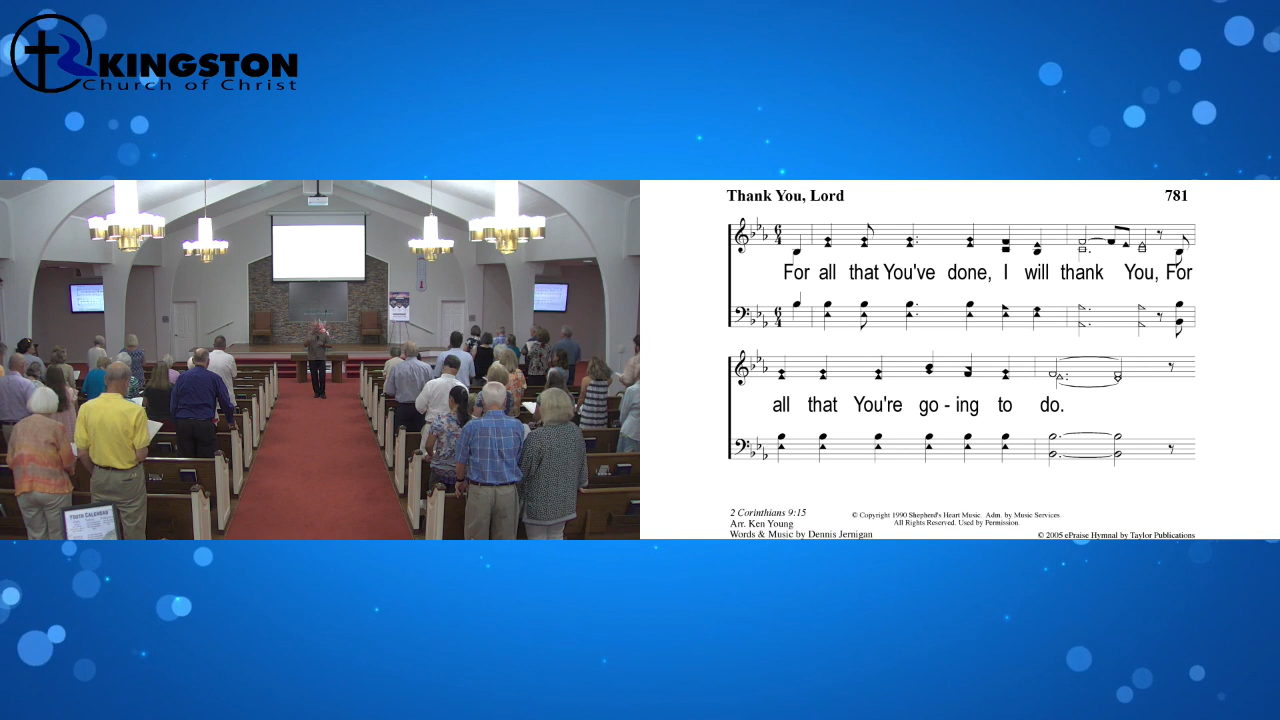 KINGSTON
Church of Christ
Thank You, Lord
781
For all that You've done, I will thank You, For
all that You're go - ing to do.
2 Corinthians 9:15
Arr. Ken Young
Words & Music by Dennis Jernigan
© Copyright 1990 Shepherd's Heart Music. Adm. by Music Services.
All Rights Reserved. Used by Permission.
© 2005 ePraise Hymnal by Taylor Publications
YOUTH CALENDAR